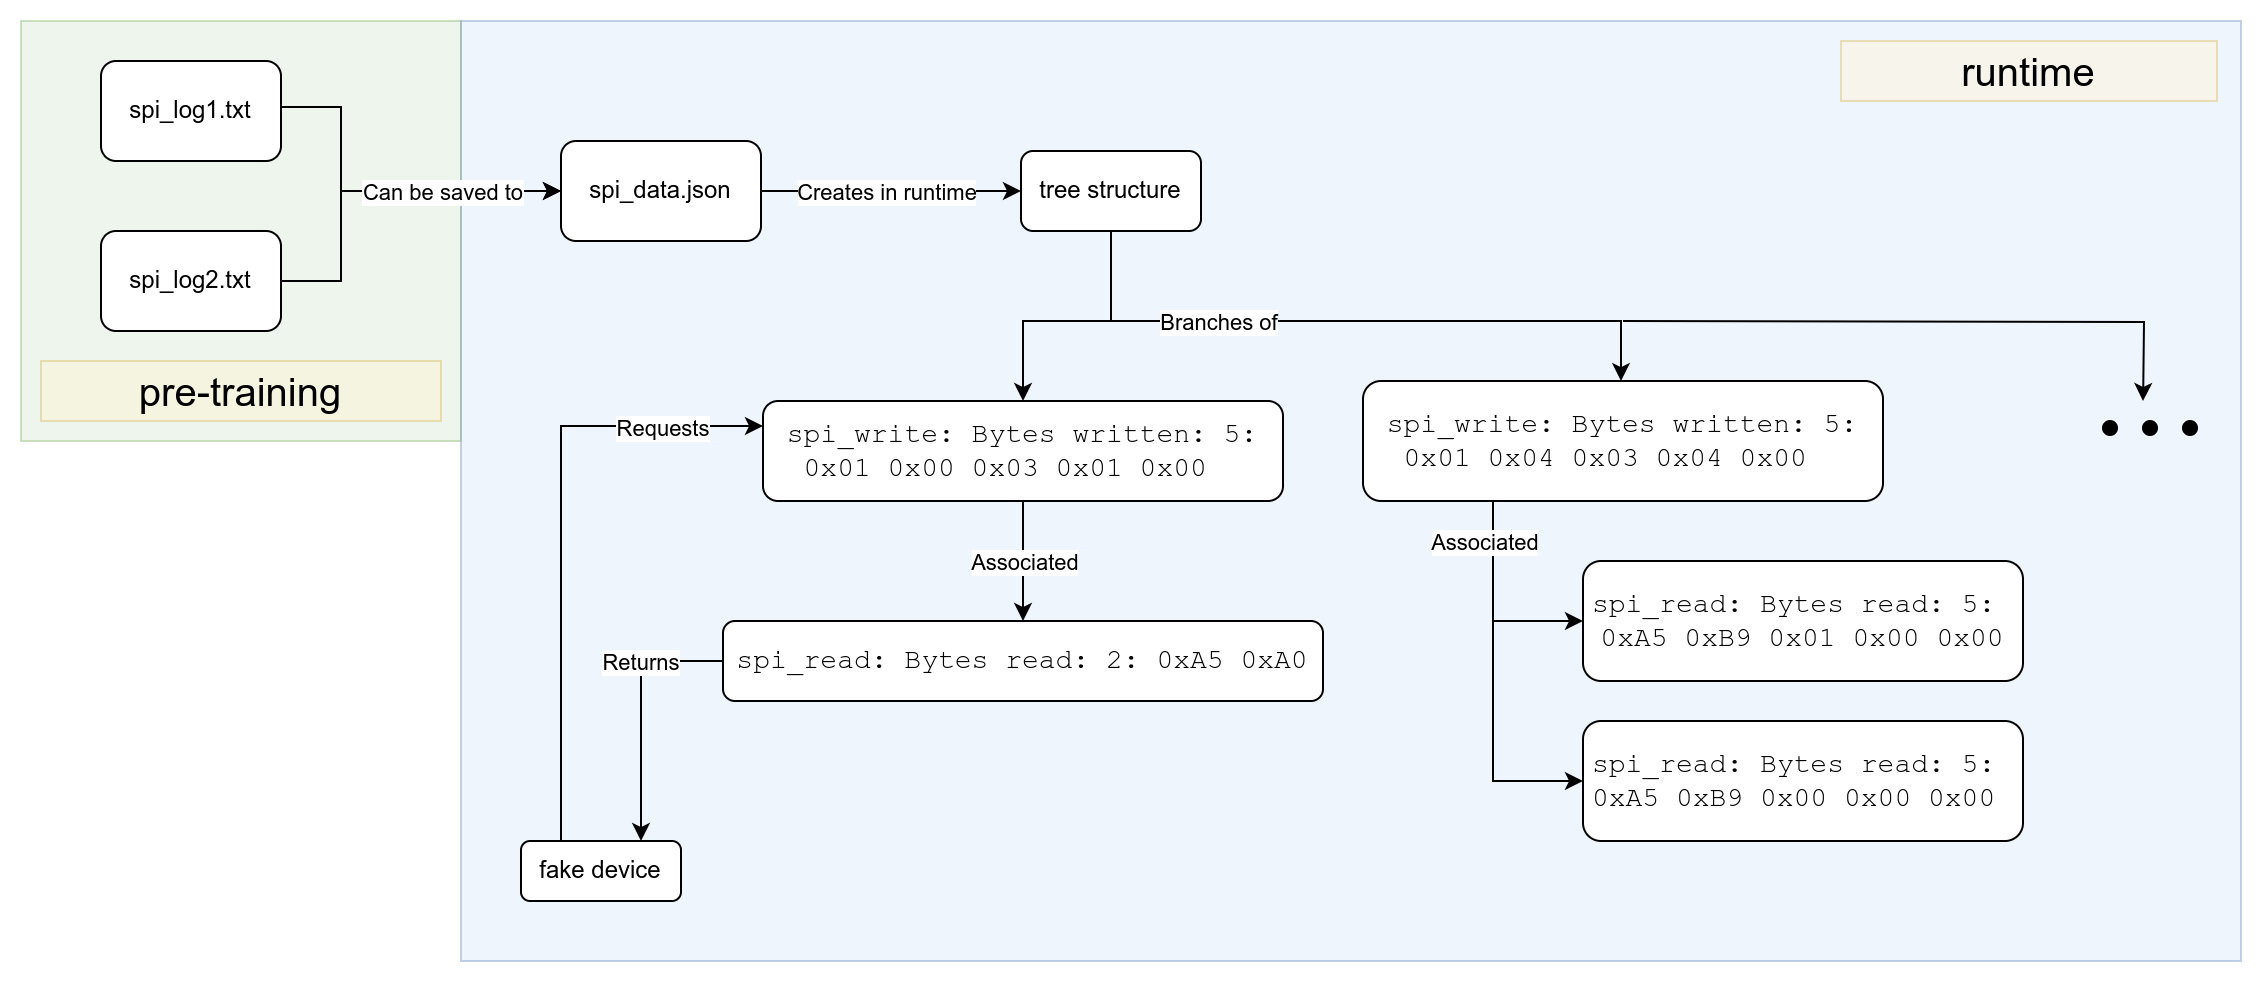 runtime
spi_log1.txt
Can be saved to
spi_data.json
Creates in runtime
tree structure
spi_log2.txt
Branches of
pre-training
Requests
spi_write: Bytes written: 5:
0x01 0x00 0x03 0x01 0x00
spi_write: Bytes written: 5:
0x01 0x04 0x03 0x04 0x00
Associated
Associated
spi_read: Bytes read: 5:
0xA5 0xB9 0x01 0x00 0x00
Returns
spi_read: Bytes read: 2: 0xA5 0xA0
spi_read: Bytes read: 5:
0xA5 0xB9 0x00 0x00 0x00
fake device